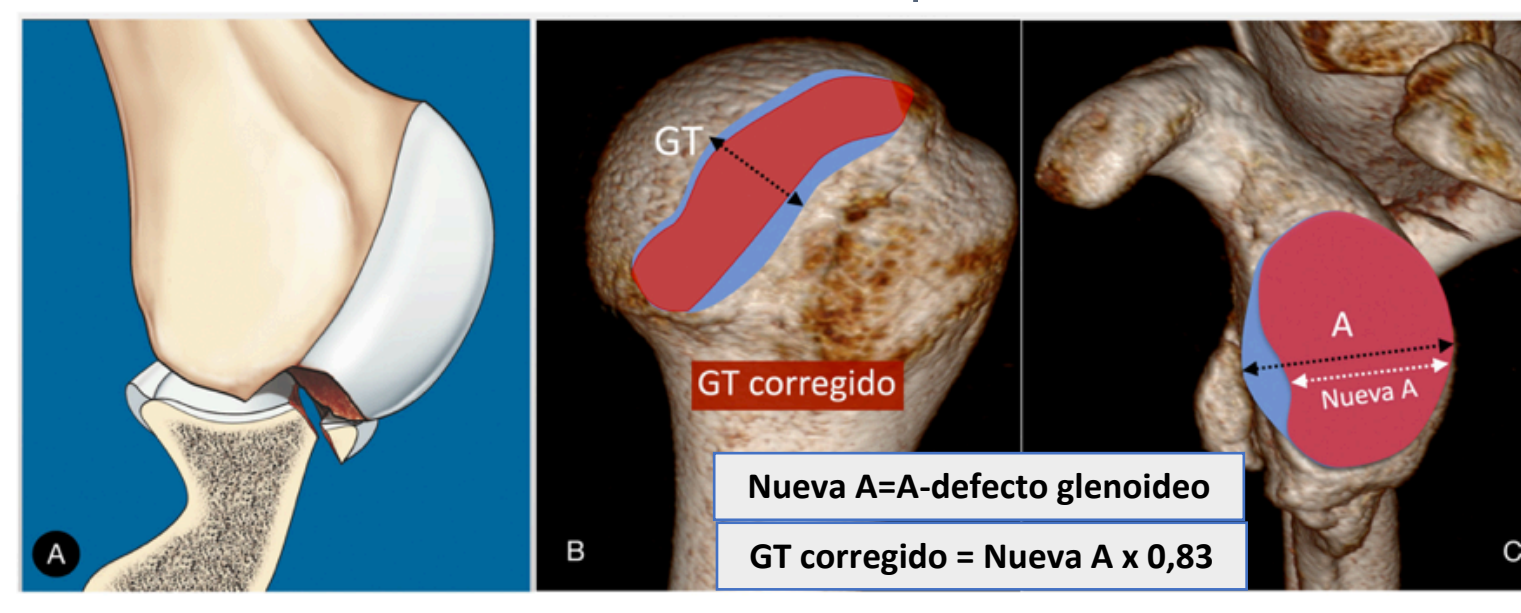 GT
GT corregido
A
Nueva A
Nueva A=A-defecto glenoideo
GT corregido = Nueva A x 0,83
A
B
C